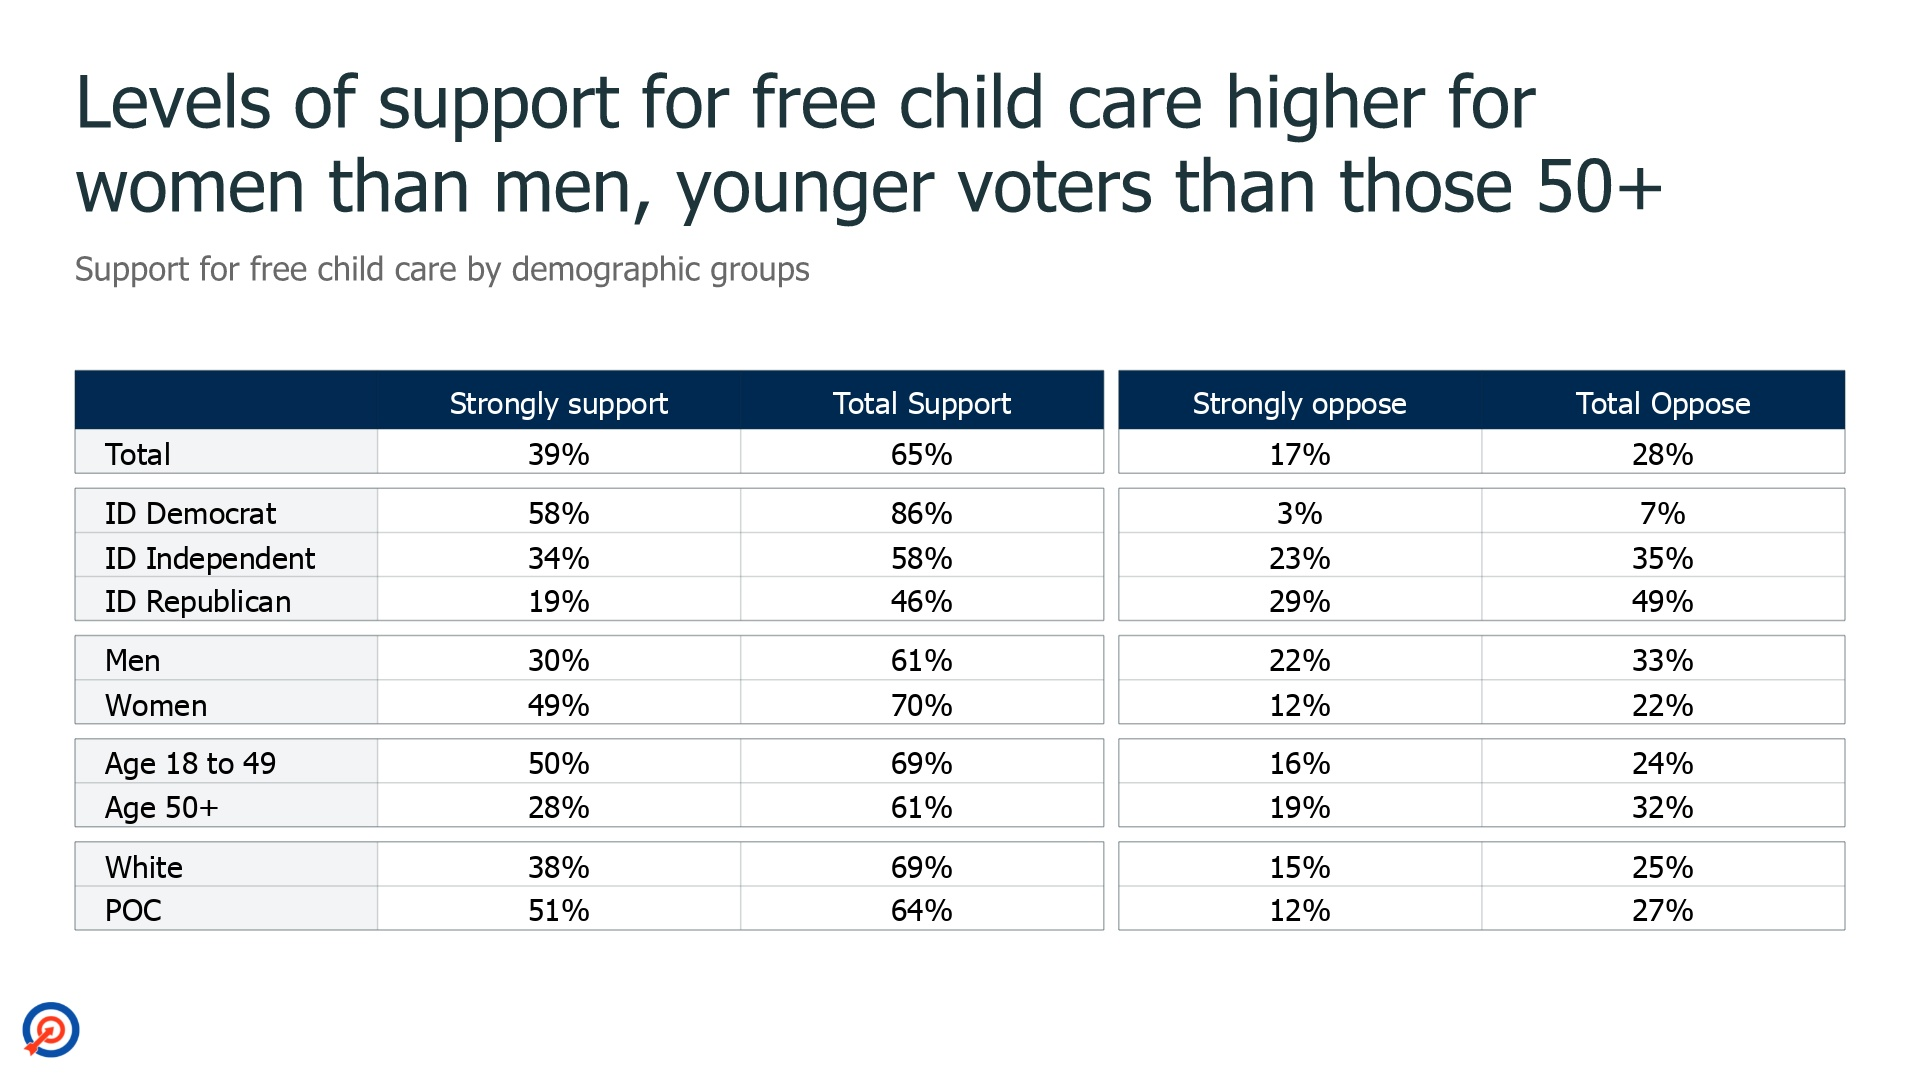 Levels of support for free child care higher for
women than men, younger voters than those 50+
Support for free child care by demographic groups
Strongly support Total Support Strongly oppose Total Oppose
Total 39% 65% 17% 28%
ID Democrat 58% 86% 3% 7%
ID Independent 34% 58% 23% 35%
ID Republican 19% 46% 29% 49%
Men 30% 61% 22% 33%
Women 49% 70% 12% 22%
Age 18 to 49 50% 69% 16% 24%
Age 50+ 28% 61% 19% 32%
White 38% 69% 15% 25%
POC 51% 64% 12% 27%